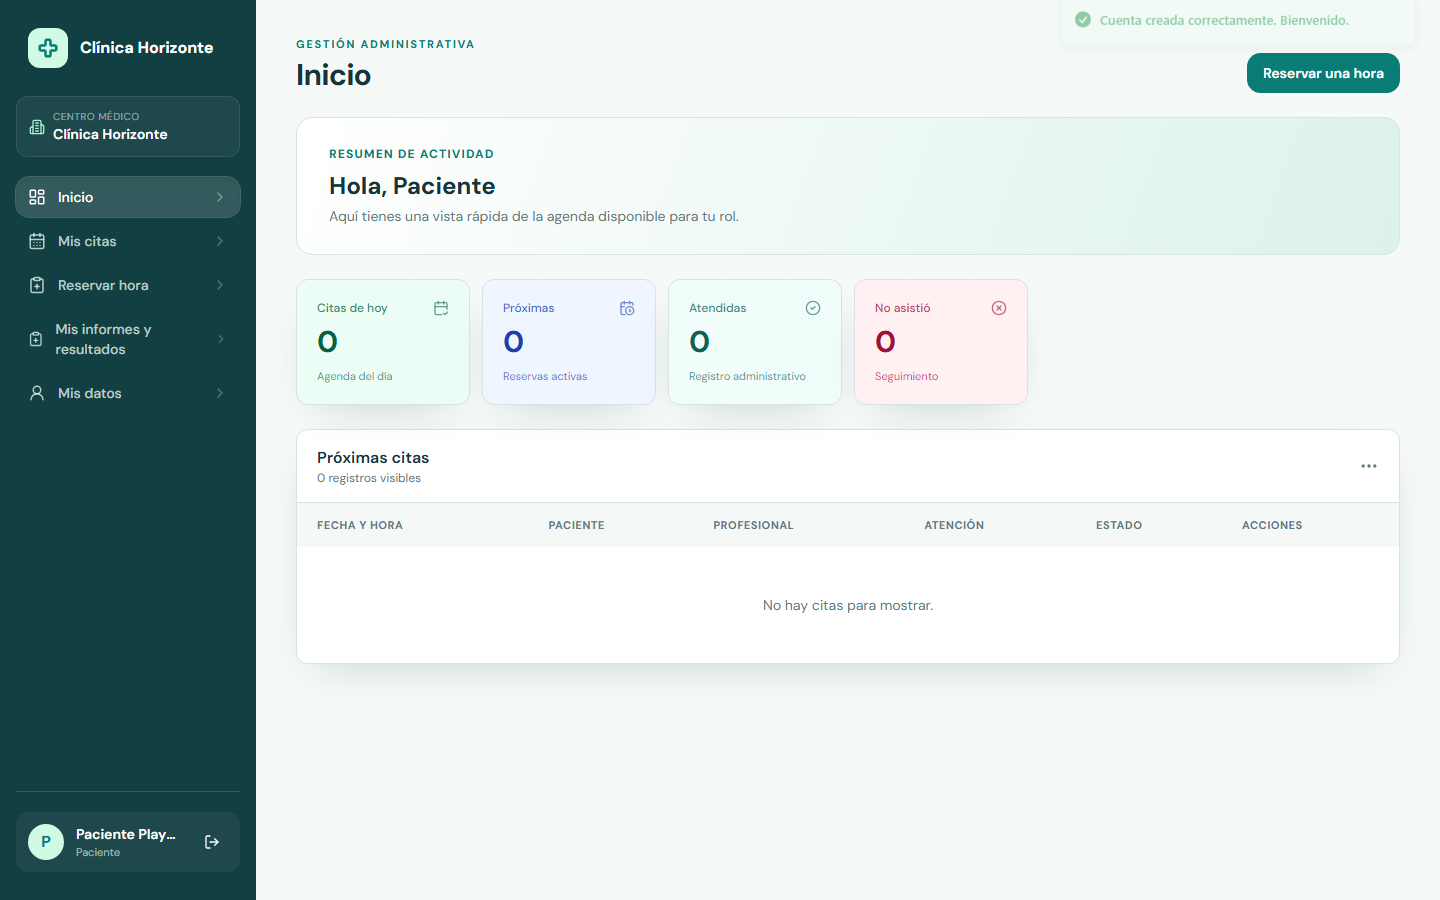 Clínica Horizonte
CENTRO MÉDICO
Clínica Horizonte
Inicio
Mis citas
Reservar hora
Mis informes y
resultados
Mis datos
P
Paciente Play...
Paciente
Cuenta creada correctamente. Bienvenido.
GESTIÓN ADMINISTRATIVA
Inicio
Reservar una hora
RESUMEN DE ACTIVIDAD
Hola, Paciente
Aquí tienes una vista rápida de la agenda disponible para tu rol.
Citas de hoy
0
Agenda del día
Próximas
0
Reservas activas
Atendidas
0
Registro administrativo
No asistió
0
Seguimiento
Próximas citas
0 registros visibles
FECHA Y HORA PACIENTE PROFESIONAL ATENCIÓN ESTADO ACCIONES
No hay citas para mostrar.